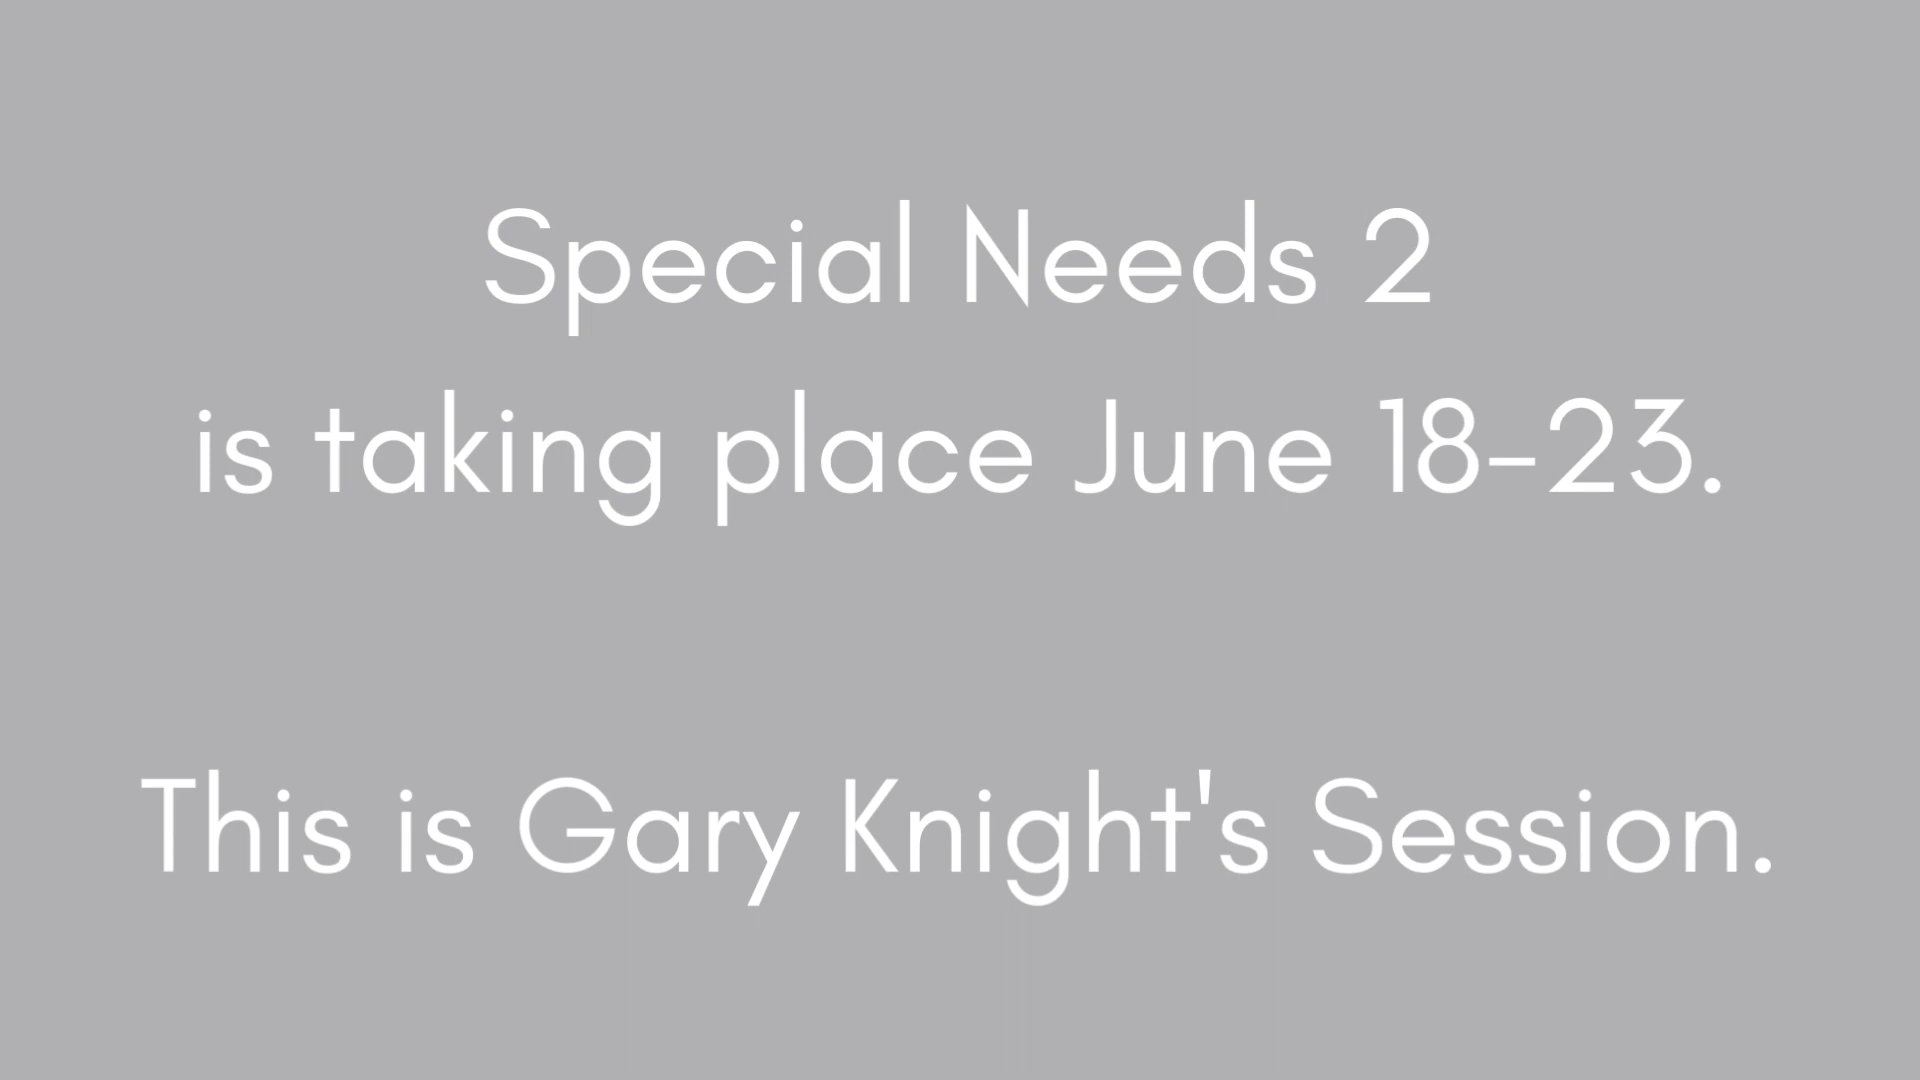 Special Needs 2
is taking place June 18-23.
This is Gary Knight's Session.